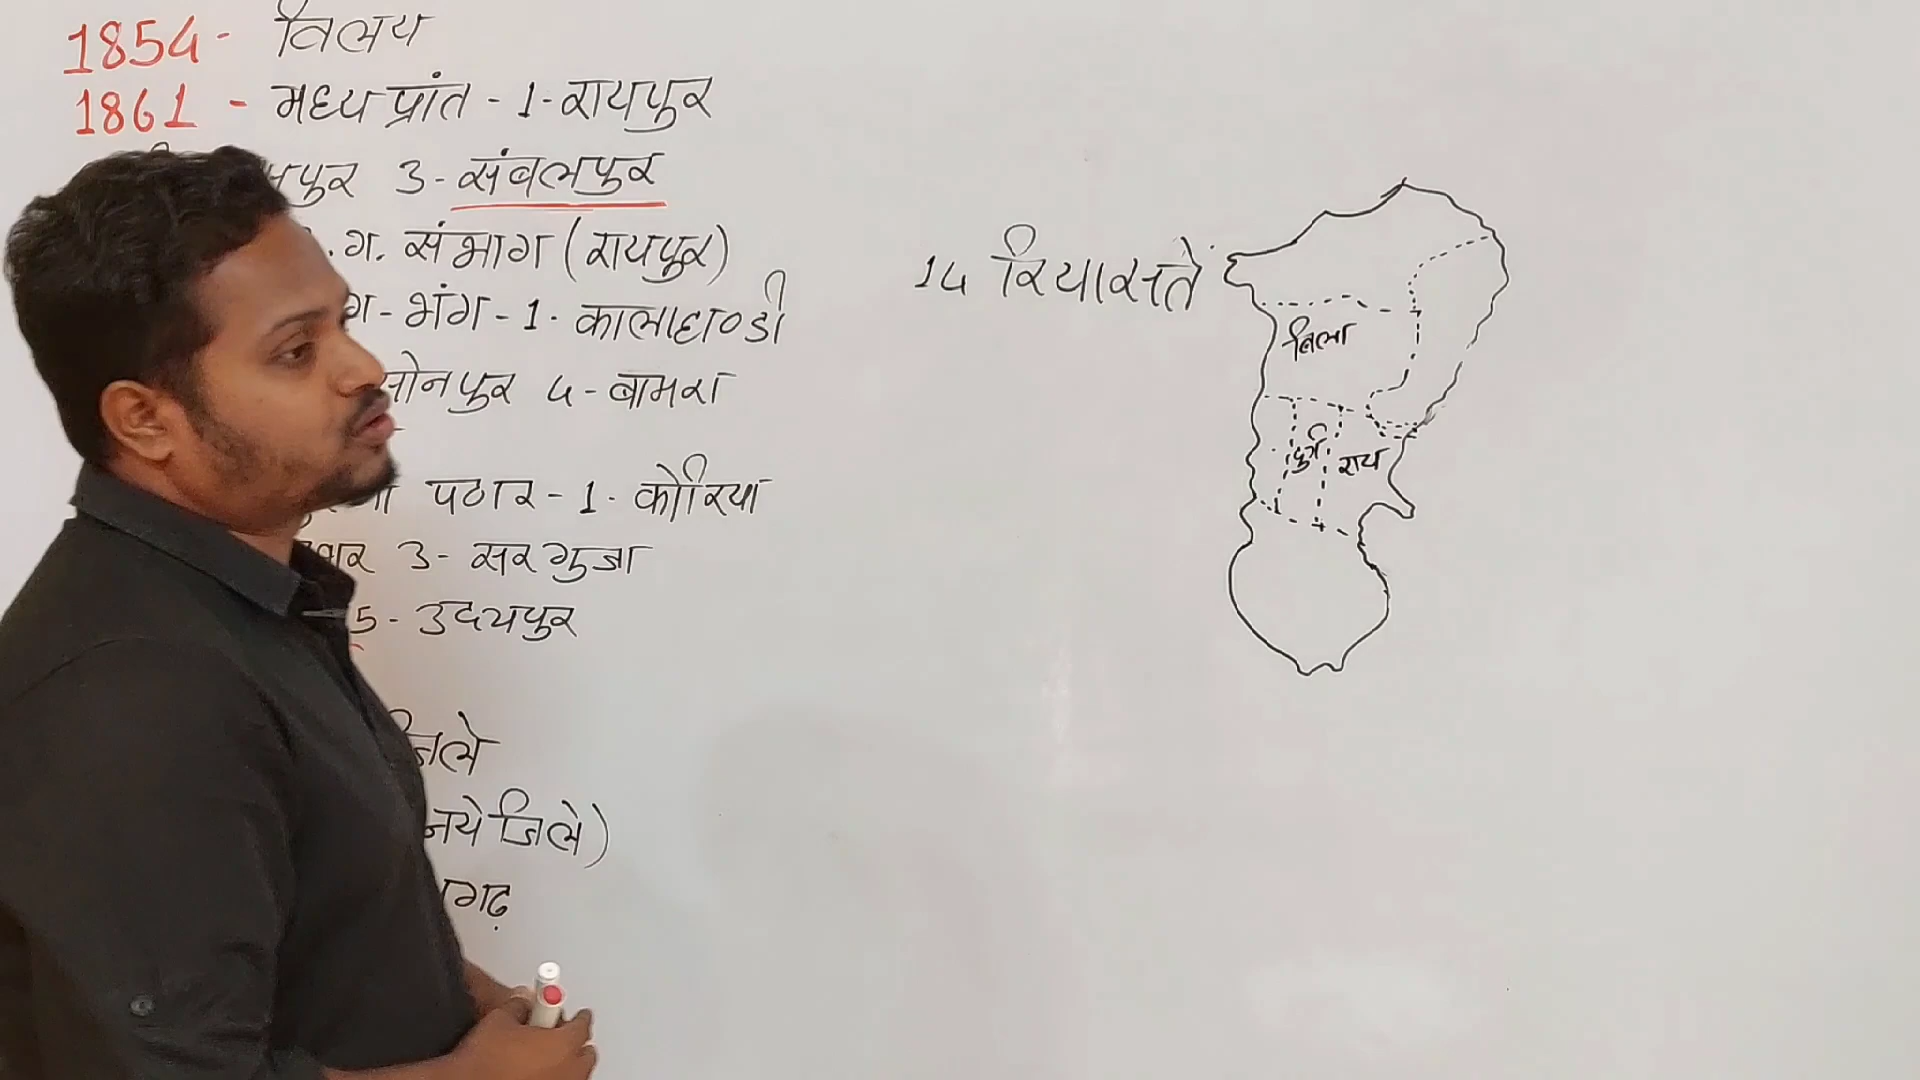 1854 - विलय
1861 - मध्य प्रांत - 1 - रायपुर
सपुर 3 - संबलपुर
.ग. संभाग (रायपुर)
ग - भंग - 1. कालाहाण्डी
सोनपुर 4 - बामरा
पठार - 1. कोरिया
3 - सरगुजा
5 - उदयपुर
जिले
नये जिले)
गढ़
14 रियासतें
बिला
दुर्ग
राय